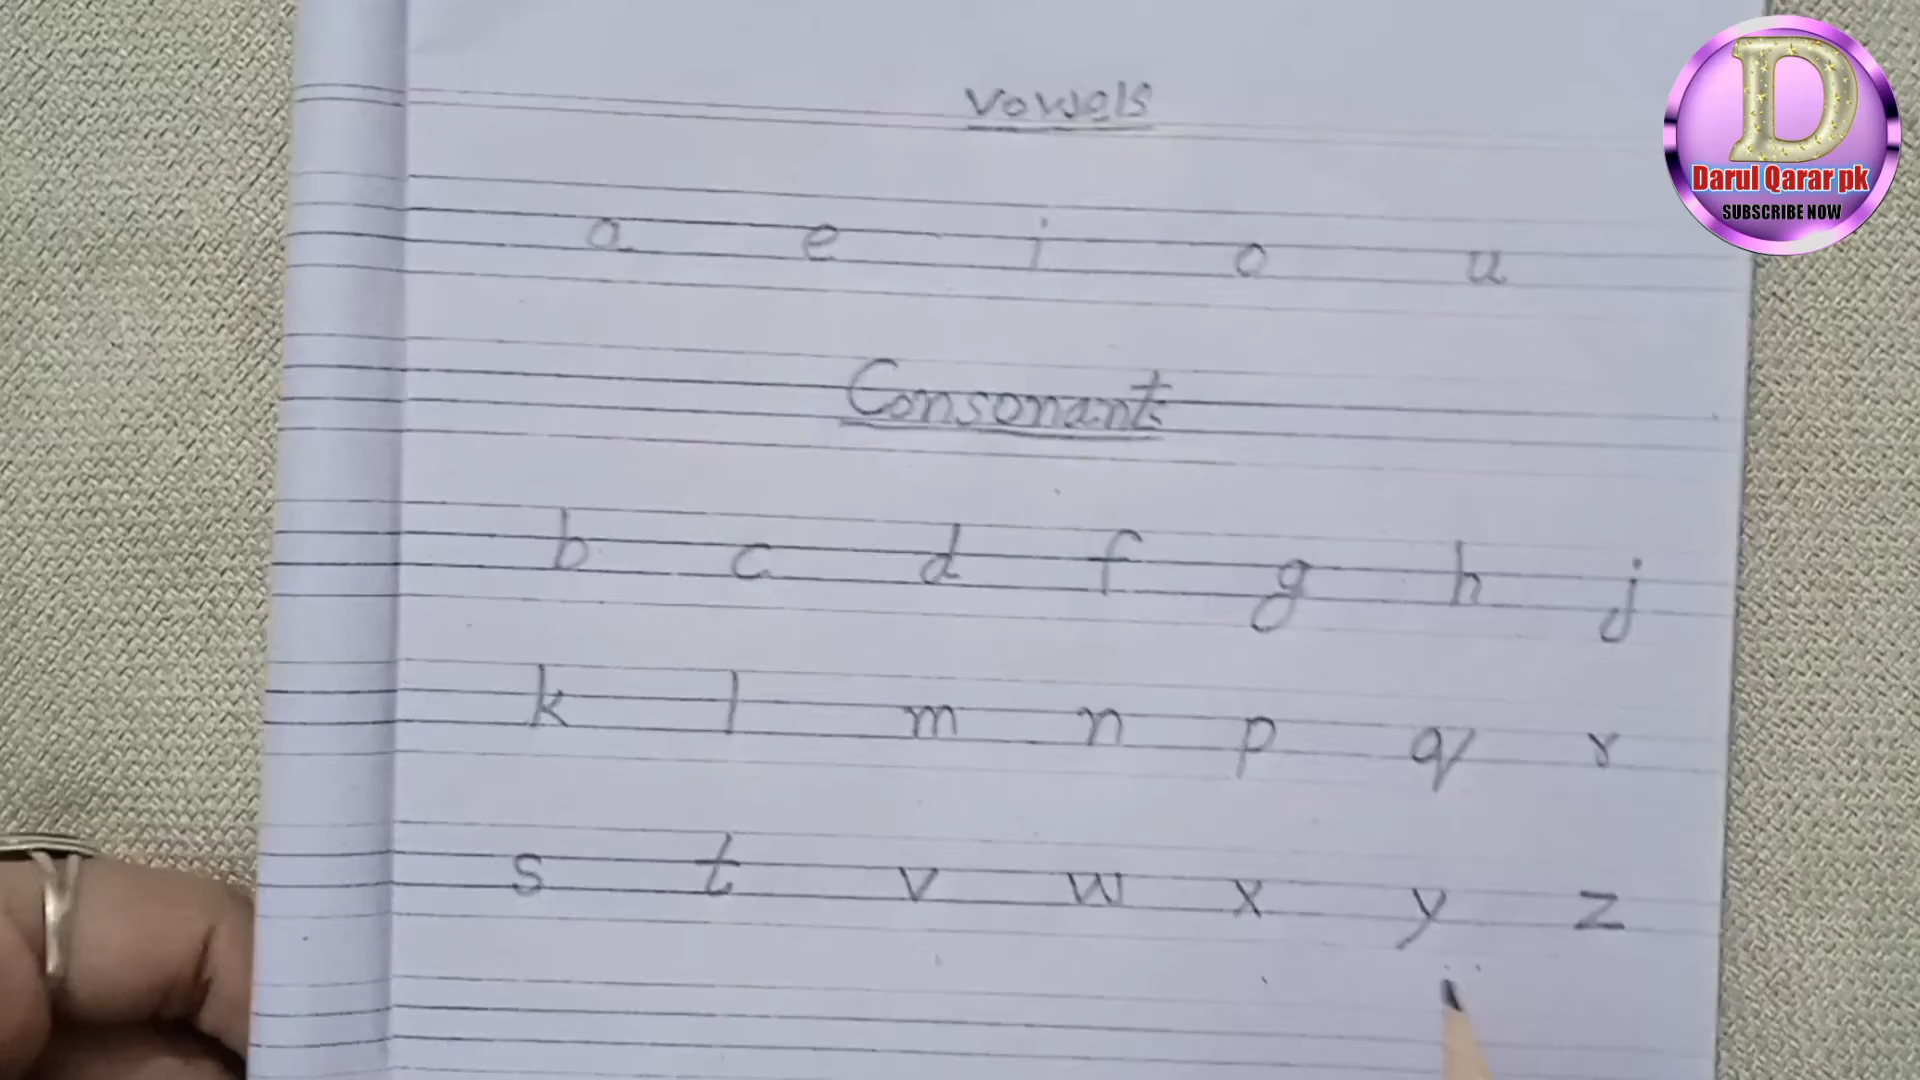 Vowels
a e i o u
Consonants
b c d f g h j
k l m n p q r
s t v w x y z
D
Darul Qarar pk
SUBSCRIBE NOW